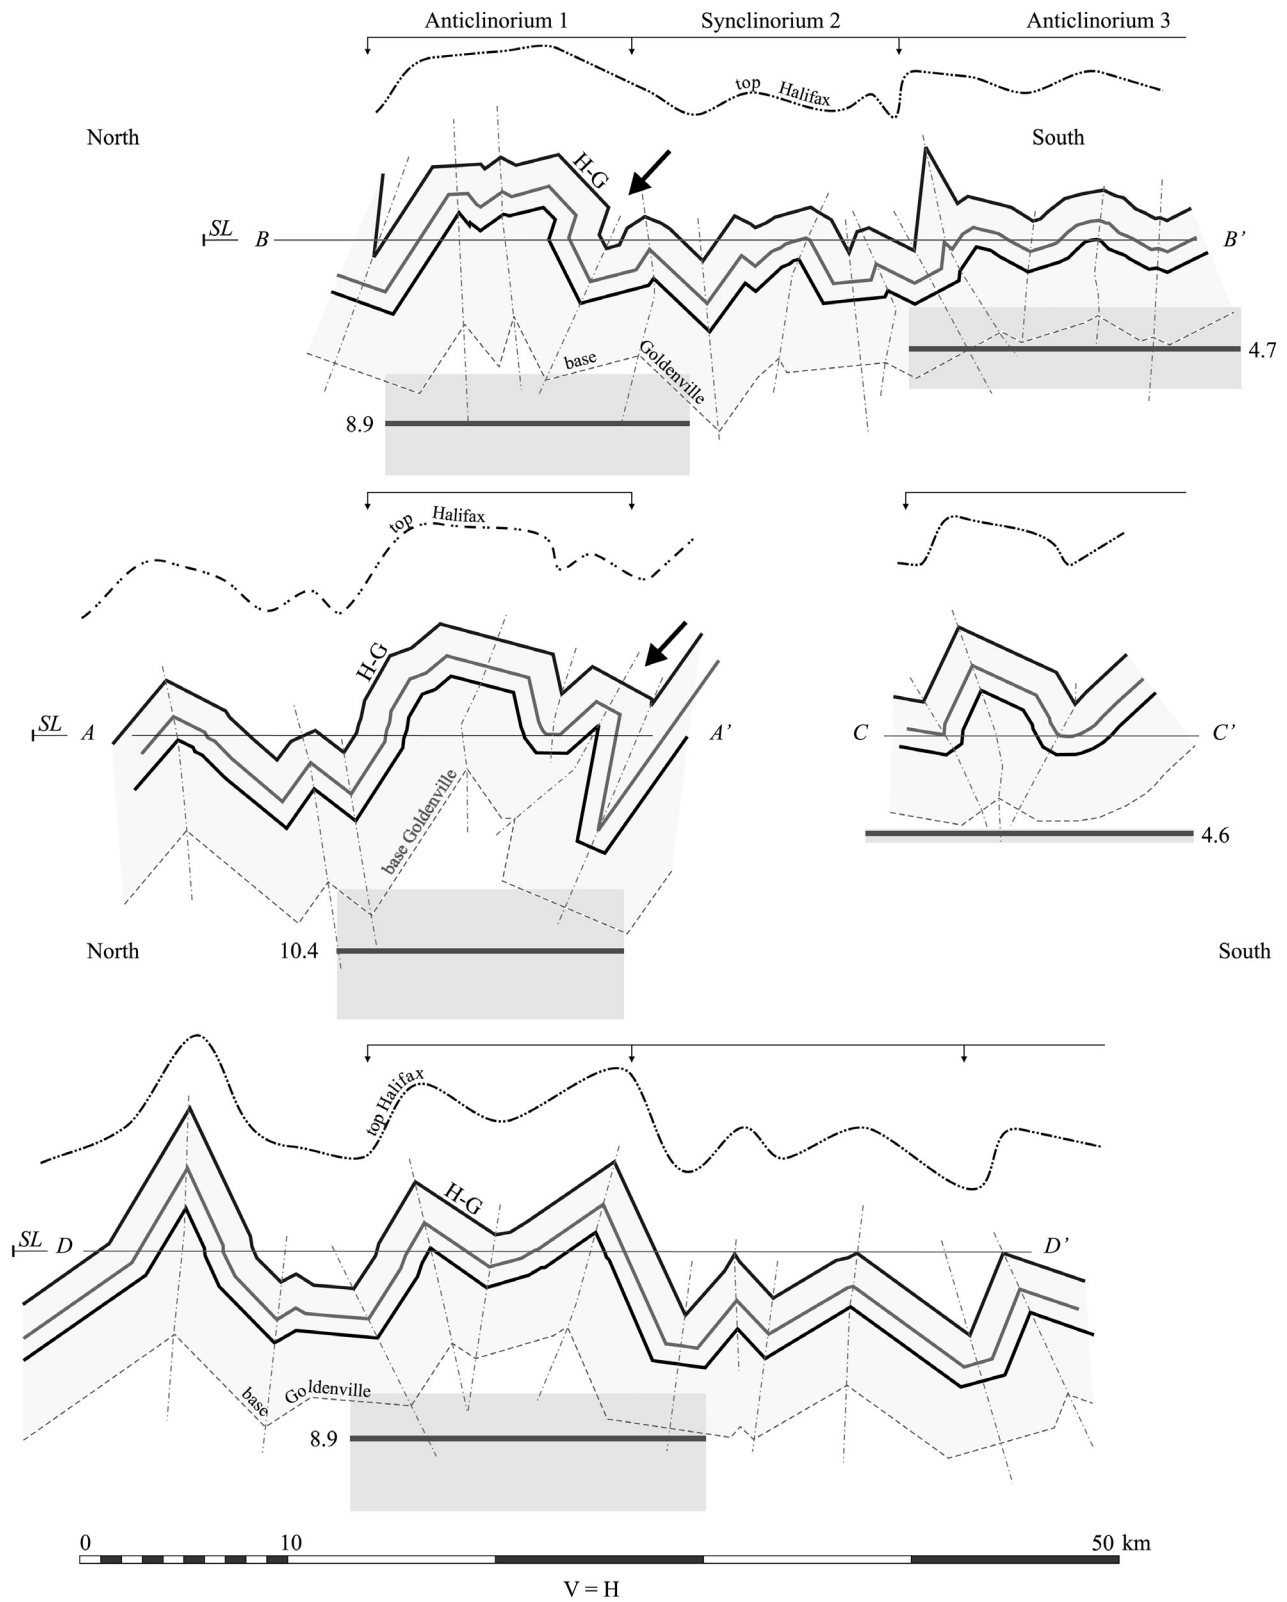 Anticlinorium 1 Synclinorium 2 Anticlinorium 3
top Halifax
North South
H-G
SL B B’
base Goldenville
4.7
8.9
top Halifax
H-G
SL A A’ C C’
base Goldenville
4.6
North 10.4 South
top Halifax
H-G
SL D D’
base Goldenville
8.9
0 10 50 km
V = H